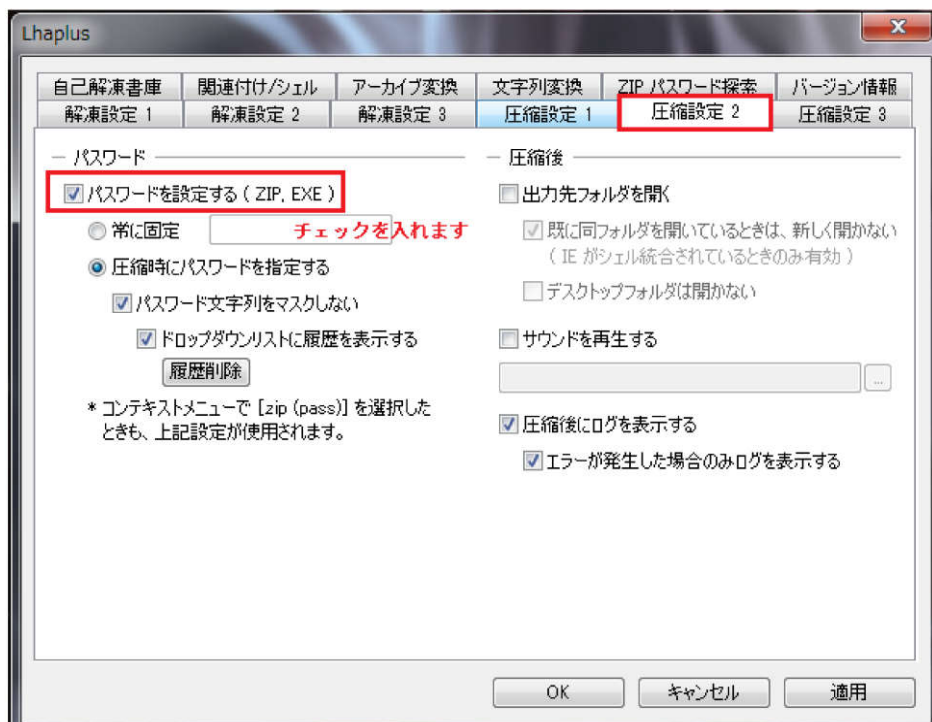 Lhaplus
自己解凍書庫 関連付け/シェル アーカイブ変換 文字列変換 ZIP パスワード探索 バージョン情報
解凍設定 1 解凍設定 2 解凍設定 3 圧縮設定 1 圧縮設定 2 圧縮設定 3
パスワード
パスワードを設定する ( ZIP, EXE )
常に固定 チェックを入れます
圧縮時にパスワードを指定する
パスワード文字列をマスクしない
ドロップダウンリストに履歴を表示する
履歴削除
* コンテキストメニューで [zip (pass)] を選択した
ときも、上記設定が使用されます。
圧縮後
出力先フォルダを開く
既に同フォルダを開いているときは、新しく開かない
( IE がシェル統合されているときのみ有効 )
デスクトップフォルダは開かない
サウンドを再生する
...
圧縮後にログを表示する
エラーが発生した場合のみログを表示する
OK キャンセル 適用